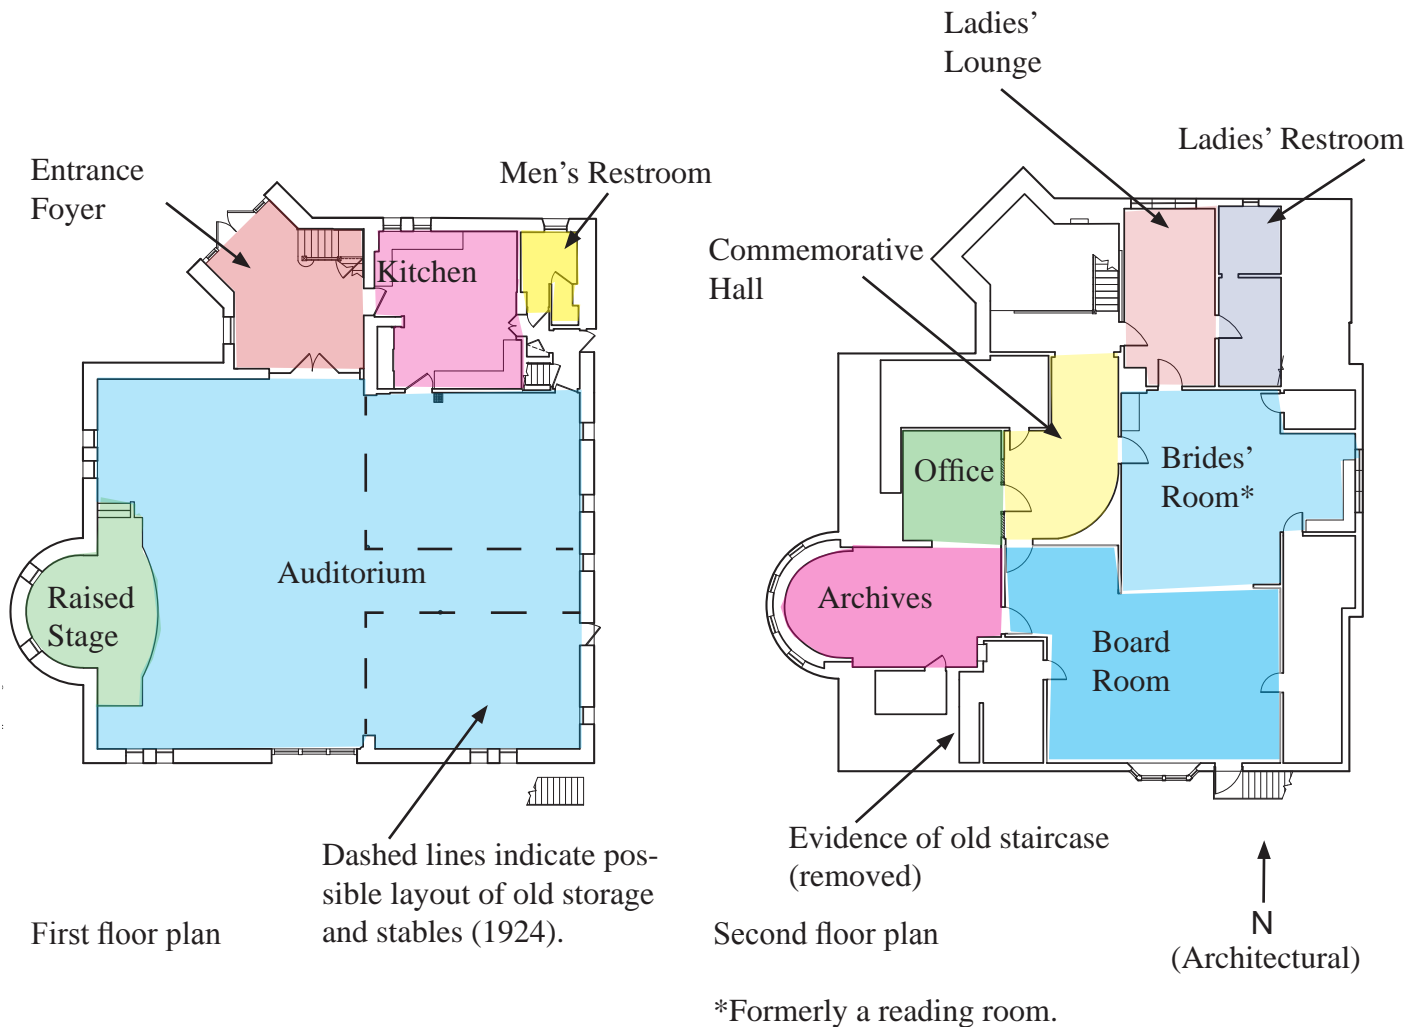 Ladies’
Lounge
Ladies’ Restroom
Entrance
Foyer
Men’s Restroom
Kitchen
Commemorative
Hall
Office
Brides’
Room*
Auditorium
Raised
Stage
Archives
Board
Room
Dashed lines indicate pos-
sible layout of old storage
and stables (1924).
Evidence of old staircase
(removed)
First floor plan
Second floor plan
N
(Architectural)
*Formerly a reading room.